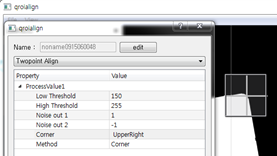 qroialign
qroialign
Name : noname0915060048 edit
Twopoint Align
Property Value
ProcessValue1
Low Threshold 150
High Threshold 255
Noise out 1 1
Noise out 2 -1
Corner UpperRight
Method Corner